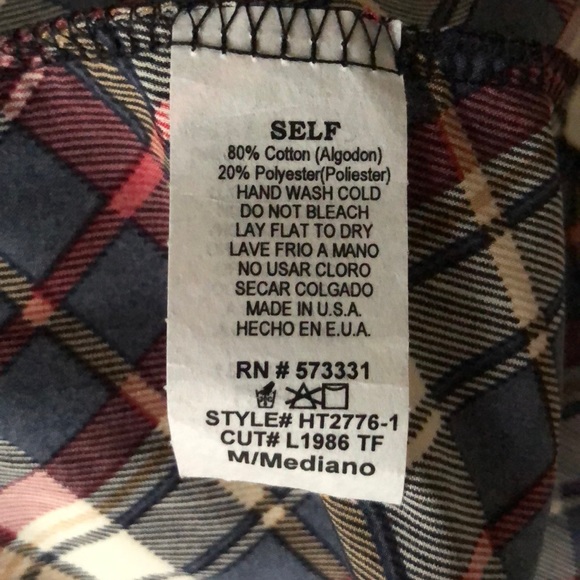 SELF
80% Cotton (Algodon)
20% Polyester(Poliester)
HAND WASH COLD
DO NOT BLEACH
LAY FLAT TO DRY
LAVE FRIO A MANO
NO USAR CLORO
SECAR COLGADO
MADE IN U.S.A.
HECHO EN E.U.A.
RN # 573331
STYLE# HT2776-1
CUT# L1986 TF
M/Mediano